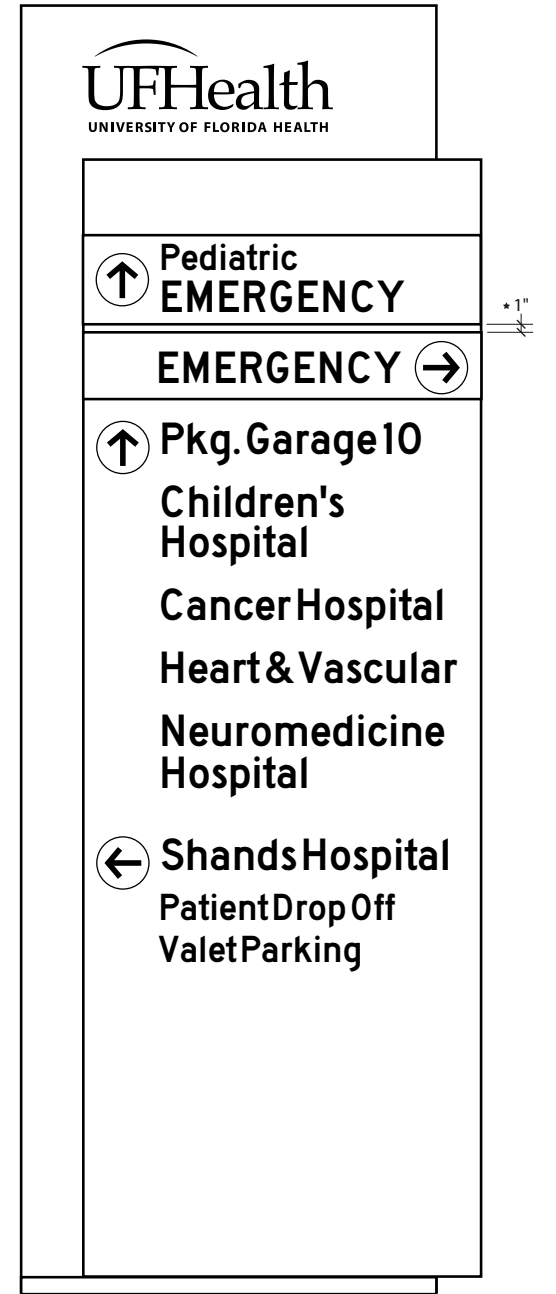 UFHealth
UNIVERSITY OF FLORIDA HEALTH
Pediatric
EMERGENCY
★ 1"
EMERGENCY
Pkg. Garage 10
Children's
Hospital
Cancer Hospital
Heart & Vascular
Neuromedicine
Hospital
Shands Hospital
Patient Drop Off
Valet Parking